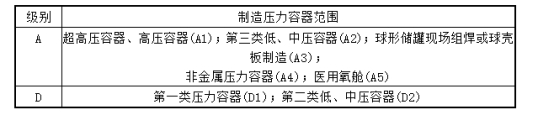 级别 制造压力容器范围
A 超高压容器、高压容器(A1)；第三类低、中压容器(A2)；球形储罐现场组焊或球壳
板制造(A3)；
非金属压力容器(A4)；医用氧舱(A5)
D 第一类压力容器(D1)；第二类低、中压容器(D2)